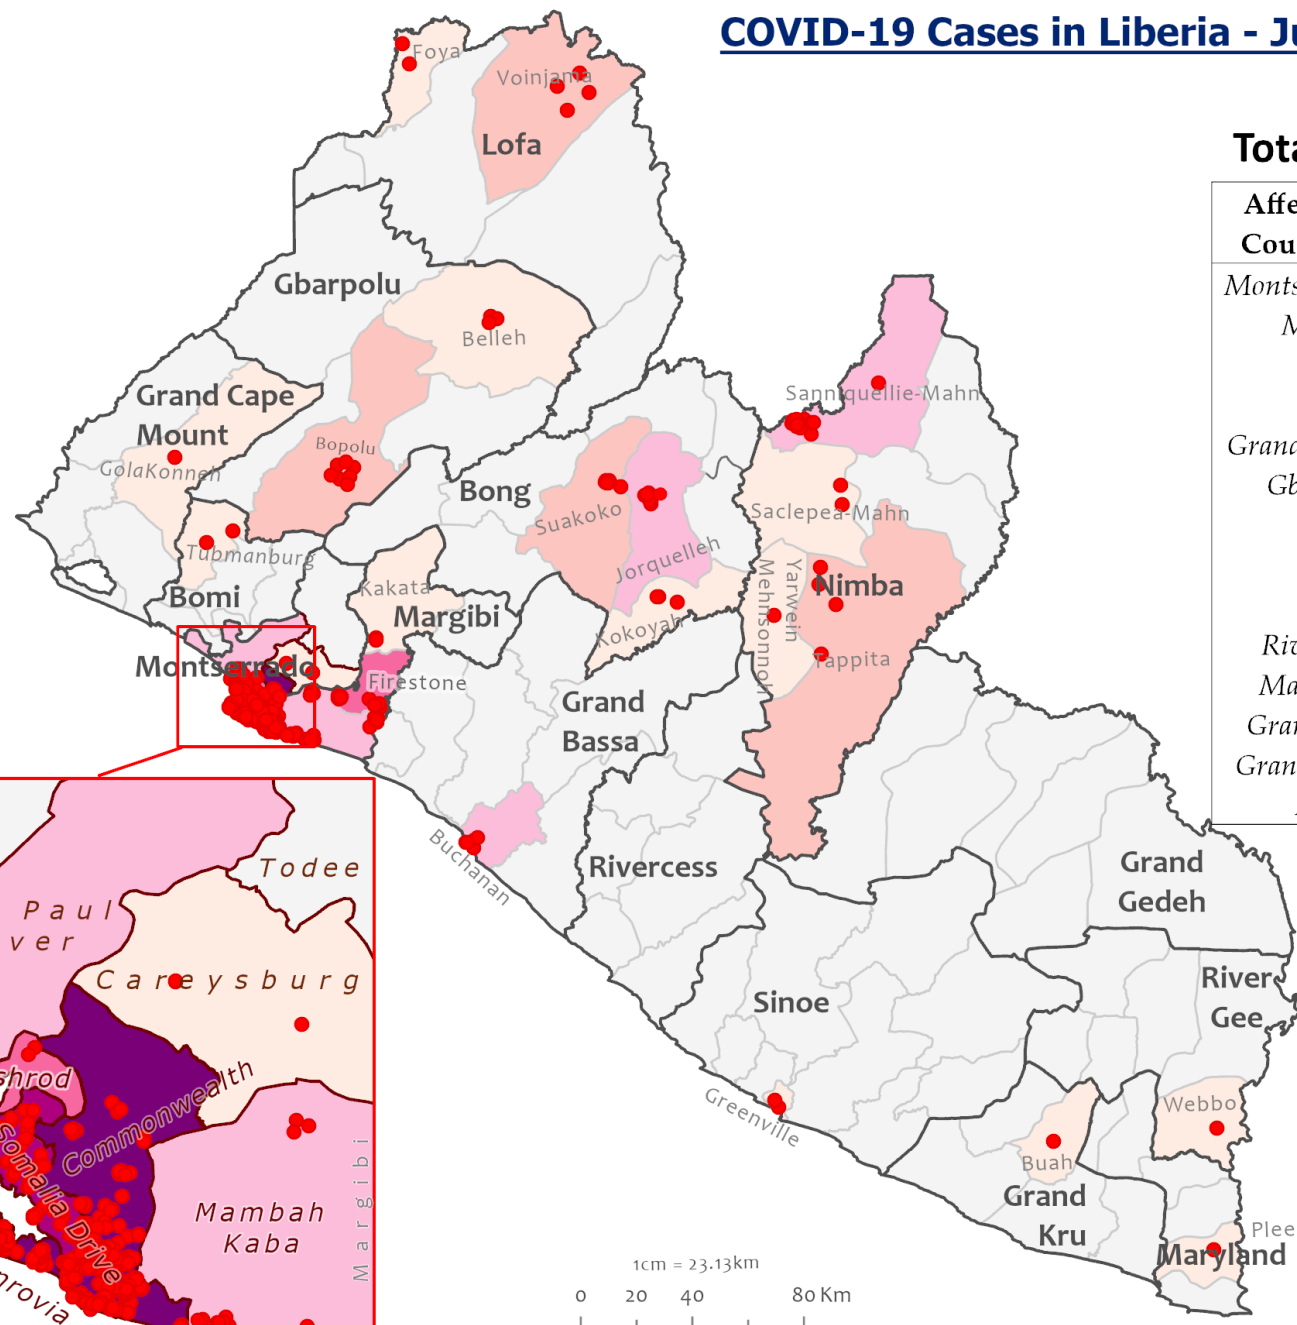 COVID-19 Cases in Liberia - Ju
Foya
Voinjama
Lofa
Tota
Affe
Cou
Monts
M
Grand
Gb
Riv
Ma
Gran
Gran
Gbarpolu
Belleh
Grand Cape
Mount
GolaKonneh
Bopolu
Sanniquellie-Mahn
Bong
Suakoko
Jorquelleh
Saclepea-Mahn
Tubmanburg
Bomi
Kakata
Margibi
Kokoyah
Yarwein
Mehnsonnoh
Nimba
Tappita
Montserrado
Firestone
Grand
Bassa
Buchanan
Rivercess
Grand
Gedeh
River
Gee
Sinoe
Greenville
Webbo
Buah
Grand
Kru
Plee
Maryland
Todee
Paul
ver
Careysburg
shrod
Commonwealth
Somalia Drive
Mambah
Kaba
Margibi
nrovia
1cm = 23.13km
0 20 40 80 Km